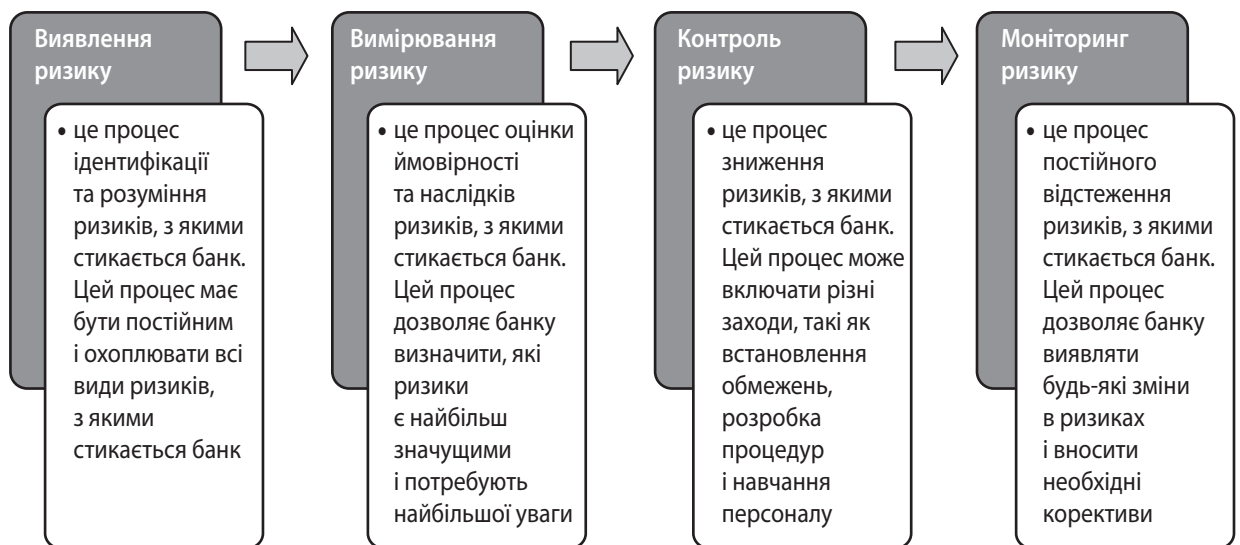 Виявлення
ризику
• це процес
ідентифікації
та розуміння
ризиків, з якими
стикається банк.
Цей процес має
бути постійним
і охоплювати всі
види ризиків,
з якими
стикається банк
Вимірювання
ризику
• це процес оцінки
ймовірності
та наслідків
ризиків, з якими
стикається банк.
Цей процес
дозволяє банку
визначити, які
ризики
є найбільш
значущими
і потребують
найбільшої уваги
Контроль
ризику
• це процес
зниження
ризиків, з якими
стикається банк.
Цей процес може
включати різні
заходи, такі як
встановлення
обмежень,
розробка
процедур
і навчання
персоналу
Моніторинг
ризику
• це процес
постійного
відстеження
ризиків, з якими
стикається банк.
Цей процес
дозволяє банку
виявляти
будь-які зміни
в ризиках
і вносити
необхідні
корективи